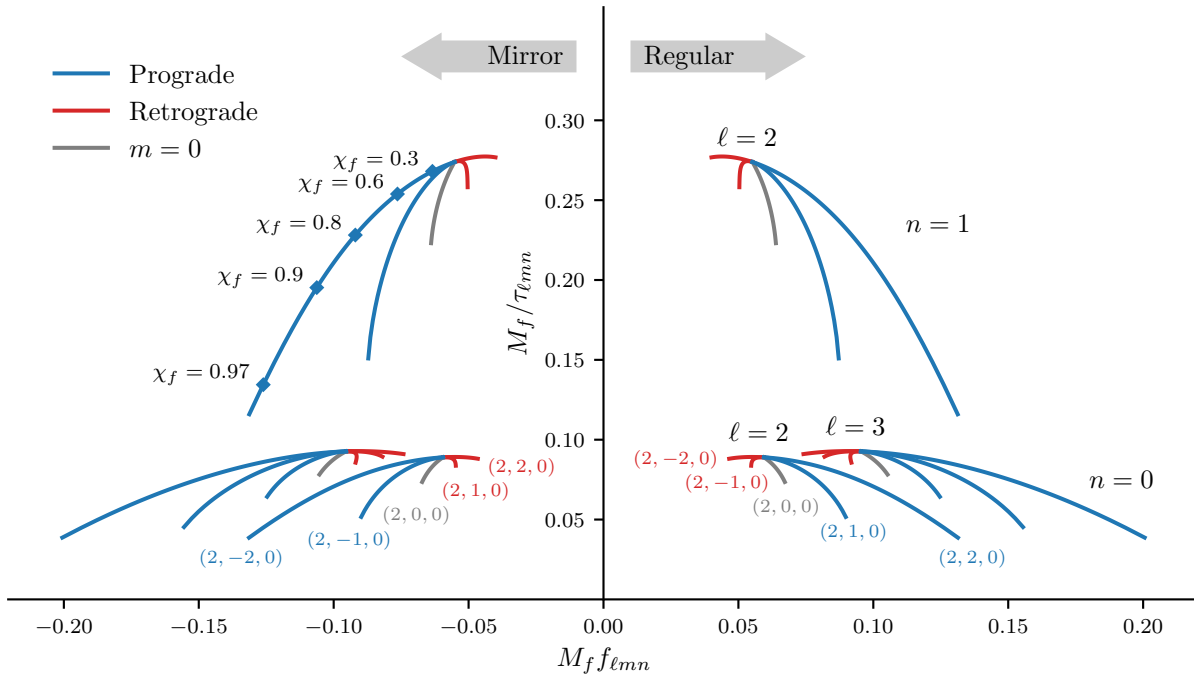 Mirror
Regular
Prograde
Retrograde
m = 0
0.30
ℓ = 2
χ_f = 0.3
χ_f = 0.6
0.25
χ_f = 0.8
n = 1
χ_f = 0.9
0.20
M_f/τ_{ℓmn}
0.15
χ_f = 0.97
0.10
ℓ = 2
ℓ = 3
(2, 2, 0)
(2, −2, 0)
(2, 1, 0)
(2, −1, 0)
n = 0
(2, 0, 0)
(2, 0, 0)
0.05
(2, −1, 0)
(2, 1, 0)
(2, −2, 0)
(2, 2, 0)
−0.20
−0.15
−0.10
−0.05
0.00
0.05
0.10
0.15
0.20
M_f f_{ℓmn}